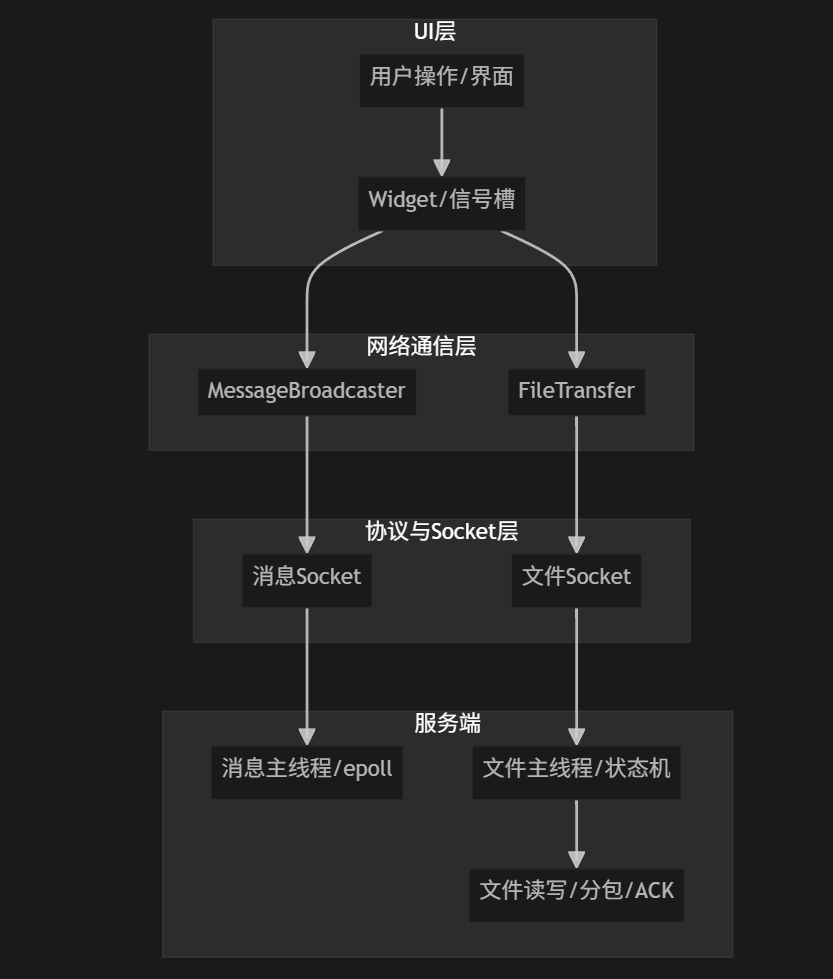 UI层
用户操作/界面
Widget/信号槽
网络通信层
MessageBroadcaster
FileTransfer
协议与Socket层
消息Socket
文件Socket
服务端
消息主线程/epoll
文件主线程/状态机
文件读写/分包/ACK